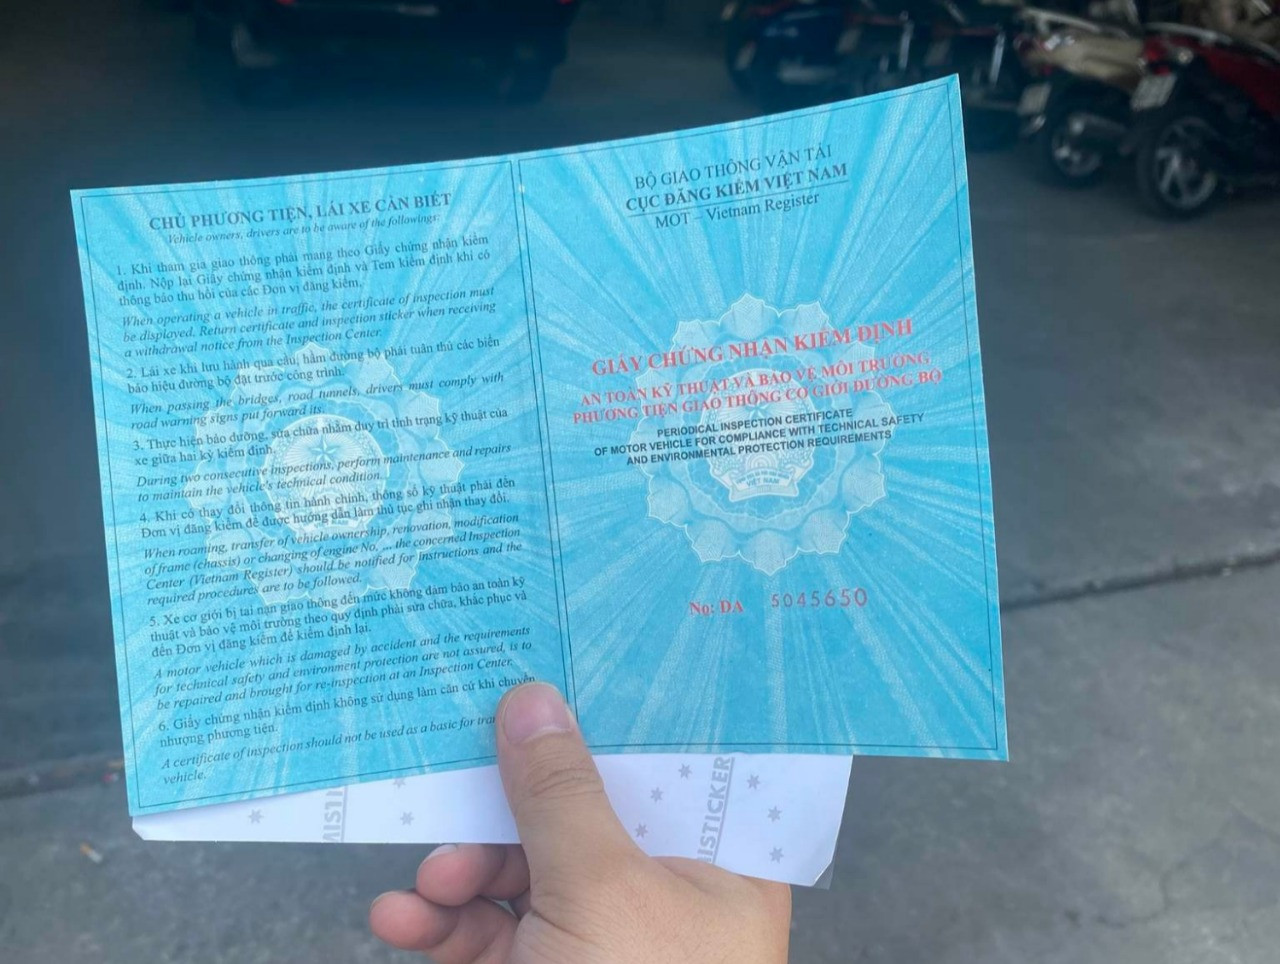 CHỦ PHƯƠNG TIỆN, LÁI XE CẦN BIẾT
Vehicle owners, drivers are to be aware of the followings:
1. Khi tham gia giao thông phải mang theo Giấy chứng nhận kiểm
định. Nộp lại Giấy chứng nhận kiểm định và Tem kiểm định khi có
thông báo thu hồi của các Đơn vị đăng kiểm.
When operating a vehicle in traffic, the certificate of inspection must
be displayed. Return certificate and inspection sticker when receiving
a withdrawal notice from the Inspection Center.
2. Lái xe khi lưu hành qua cầu, hầm đường bộ phải tuân thủ các biển
báo hiệu đường bộ đặt trước công trình.
When passing the bridges, road tunnels, drivers must comply with
road warning signs put forward its.
3. Thực hiện bảo dưỡng, sửa chữa nhằm duy trì tình trạng kỹ thuật của
xe giữa hai kỳ kiểm định.
During two consecutive inspections, perform maintenance and repairs
to maintain the vehicle's technical condition.
4. Khi có thay đổi thông tin hành chính, thông số kỹ thuật phải đến
Đơn vị đăng kiểm để được hướng dẫn làm thủ tục ghi nhận thay đổi.
When roaming, transfer of vehicle ownership, renovation, modification
of frame (chassis) or changing of engine No, ... the concerned Inspection
Center (Vietnam Register) should be notified for instructions and the
required procedures are to be followed.
5. Xe cơ giới bị tai nạn giao thông đến mức không đảm bảo an toàn kỹ
thuật và bảo vệ môi trường theo quy định phải sửa chữa, khắc phục và
đến Đơn vị đăng kiểm để kiểm định lại.
A motor vehicle which is damaged by accident and the requirements
for technical safety and environment protection are not assured, is to
be repaired and brought for re-inspection at an Inspection Center.
6. Giấy chứng nhận kiểm định không sử dụng làm căn cứ khi chuyển
nhượng phương tiện.
A certificate of inspection should not be used as a basic for tran
vehicle.
BỘ GIAO THÔNG VẬN TẢI
CỤC ĐĂNG KIỂM VIỆT NAM
MOT – Vietnam Register
GIẤY CHỨNG NHẬN KIỂM ĐỊNH
AN TOÀN KỸ THUẬT VÀ BẢO VỆ MÔI TRƯỜNG
PHƯƠNG TIỆN GIAO THÔNG CƠ GIỚI ĐƯỜNG BỘ
PERIODICAL INSPECTION CERTIFICATE
OF MOTOR VEHICLE FOR COMPLIANCE WITH TECHNICAL SAFETY
AND ENVIRONMENTAL PROTECTION REQUIREMENTS
VIỆT NAM
No: DA 5045650
MISTICKER